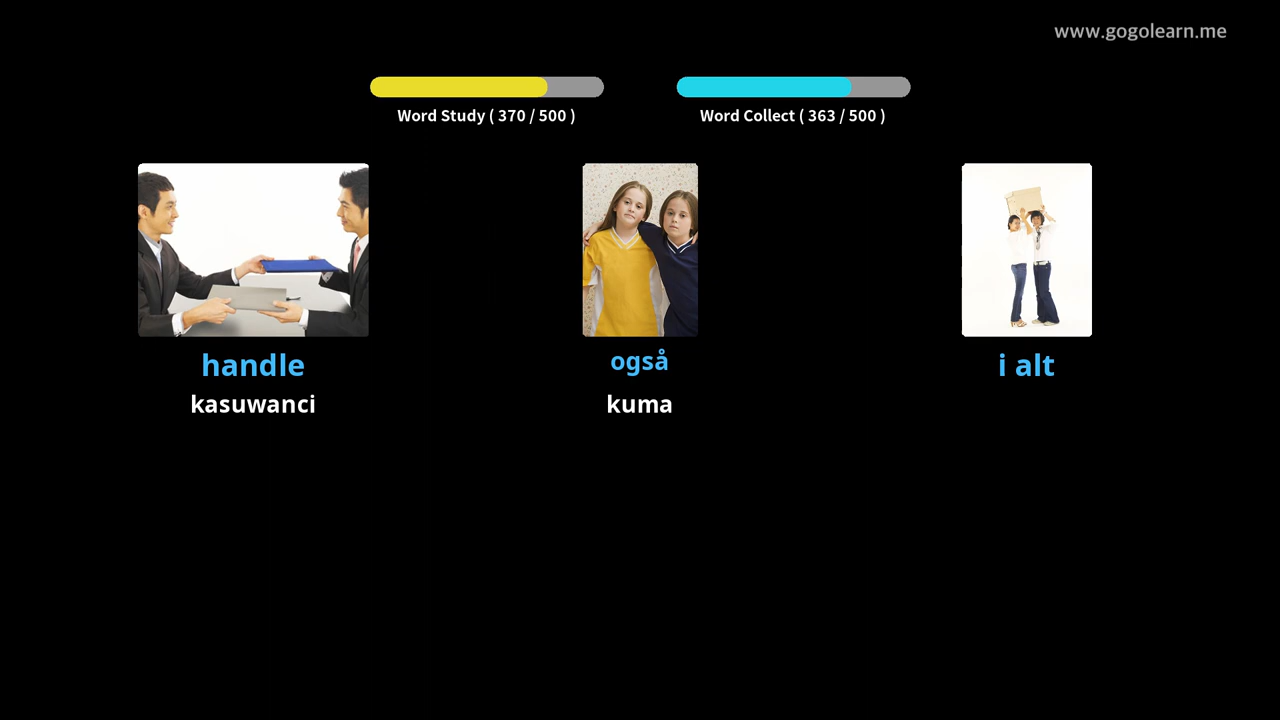 www.gogolearn.me
Word Study ( 370 / 500 )
Word Collect ( 363 / 500 )
handle
også
i alt
kasuwanci
kuma